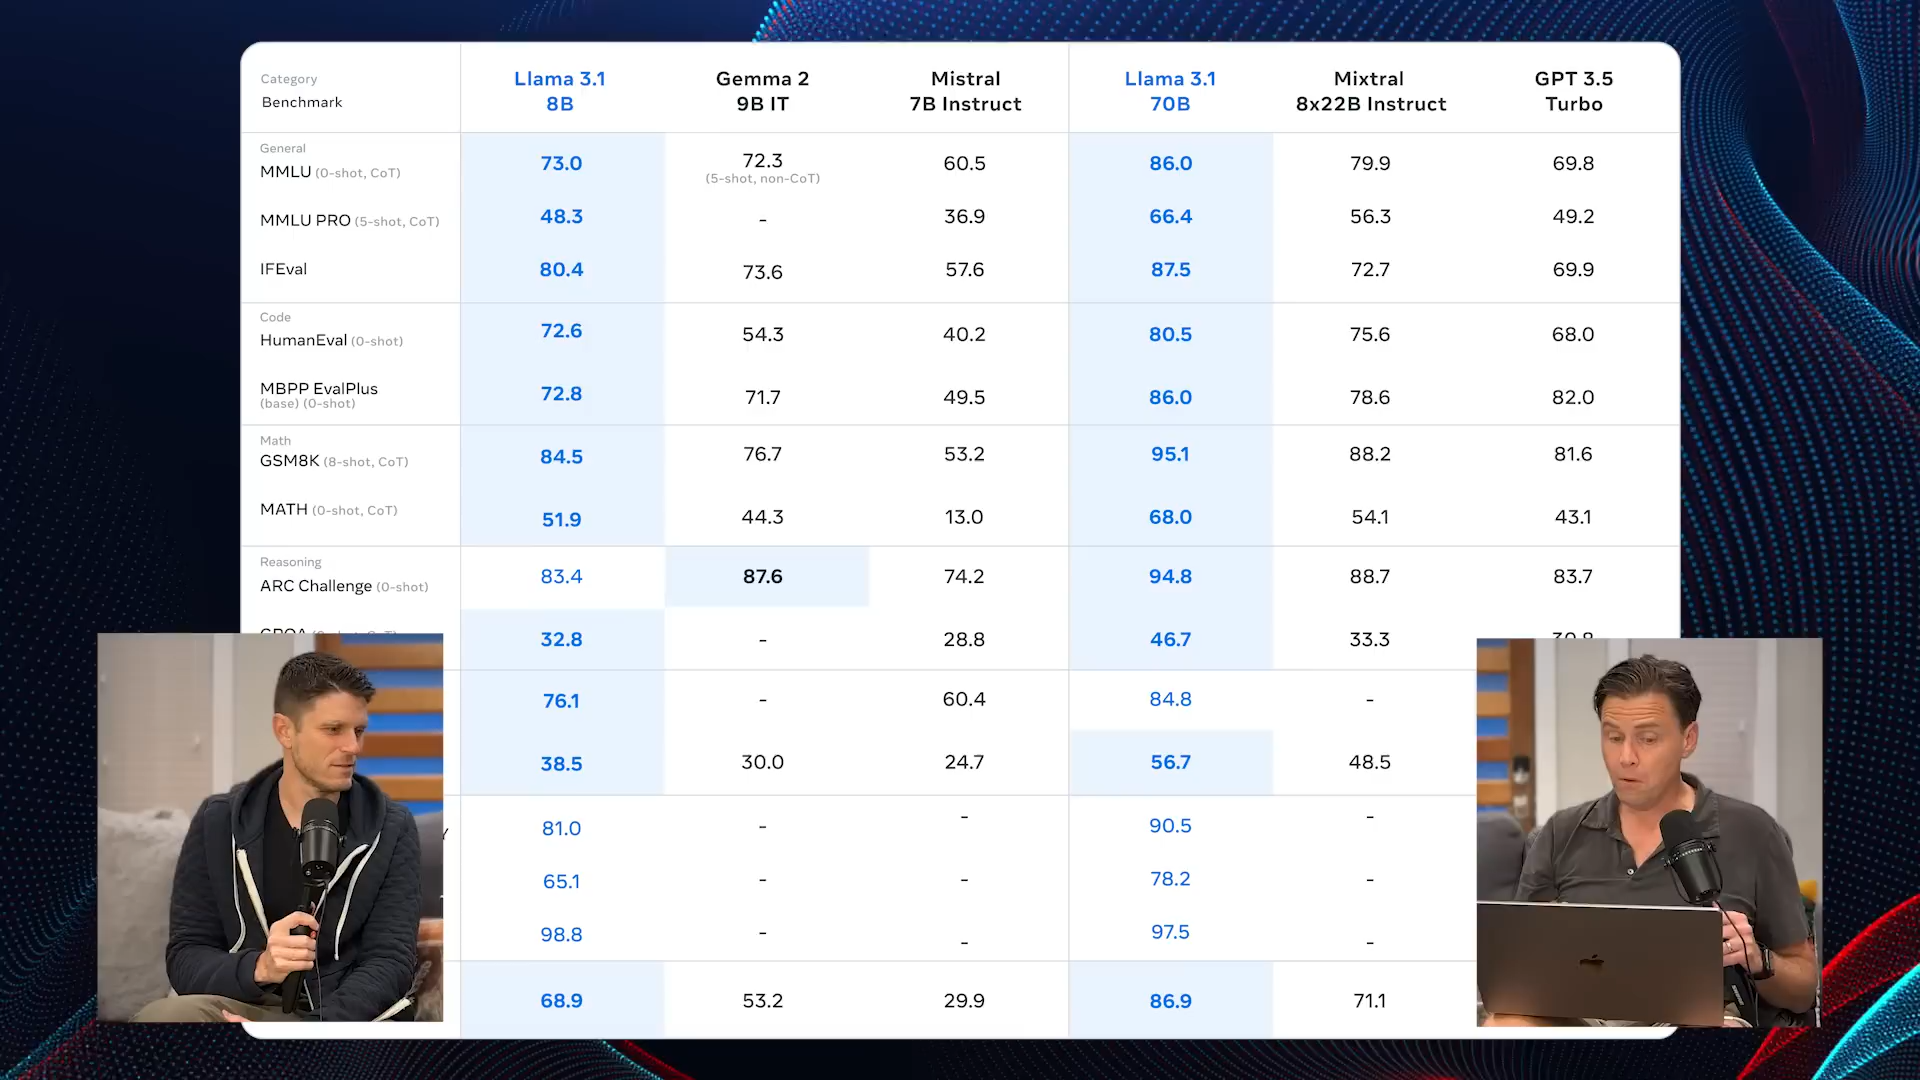 Category
Benchmark
Llama 3.1
8B
Gemma 2
9B IT
Mistral
7B Instruct
Llama 3.1
70B
Mixtral
8x22B Instruct
GPT 3.5
Turbo
General
MMLU (0-shot, CoT) 73.0 72.3 60.5 86.0 79.9 69.8
(5-shot, non-CoT)
MMLU PRO (5-shot, CoT) 48.3 - 36.9 66.4 56.3 49.2
IFEval 80.4 73.6 57.6 87.5 72.7 69.9
Code
HumanEval (0-shot) 72.6 54.3 40.2 80.5 75.6 68.0
MBPP EvalPlus 72.8 71.7 49.5 86.0 78.6 82.0
(base) (0-shot)
Math
GSM8K (8-shot, CoT) 84.5 76.7 53.2 95.1 88.2 81.6
MATH (0-shot, CoT) 51.9 44.3 13.0 68.0 54.1 43.1
Reasoning
ARC Challenge (0-shot) 83.4 87.6 74.2 94.8 88.7 83.7
32.8 - 28.8 46.7 33.3
76.1 - 60.4 84.8 -
38.5 30.0 24.7 56.7 48.5
81.0 - - 90.5 -
65.1 - - 78.2 -
98.8 - - 97.5 -
68.9 53.2 29.9 86.9 71.1